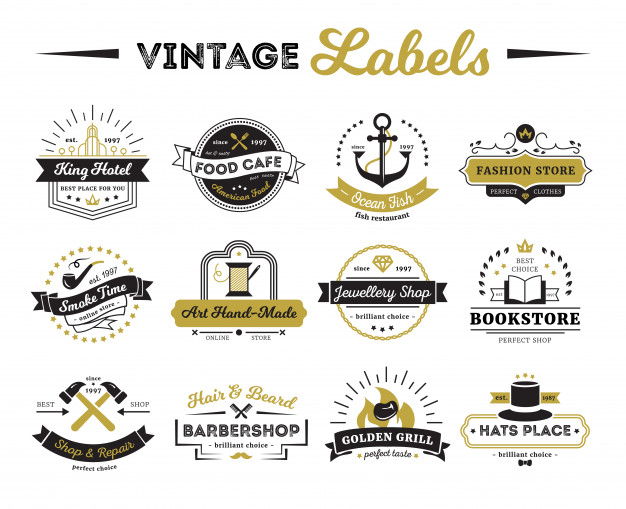 VINTAGE Labels
est. 1997
King Hotel
BEST PLACE FOR YOU
since 1997
FOOD CAFE
American Food
since 1997
Ocean Fish
fish restaurant
FASHION STORE
PERFECT CLOTHES
est. 1997
Smoke Time
- online store -
Art Hand-Made
ONLINE STORE
since 1997
Jewellery Shop
- brilliant choice -
BEST
CHOICE
BOOKSTORE
PERFECT SHOP
since
1997
BEST SHOP
Shop & Repair
perfect choice
Hair & Beard
BARBERSHOP
- brilliant choice -
GOLDEN GRILL
perfect taste
est. 1987
HATS PLACE
- brilliant choice -